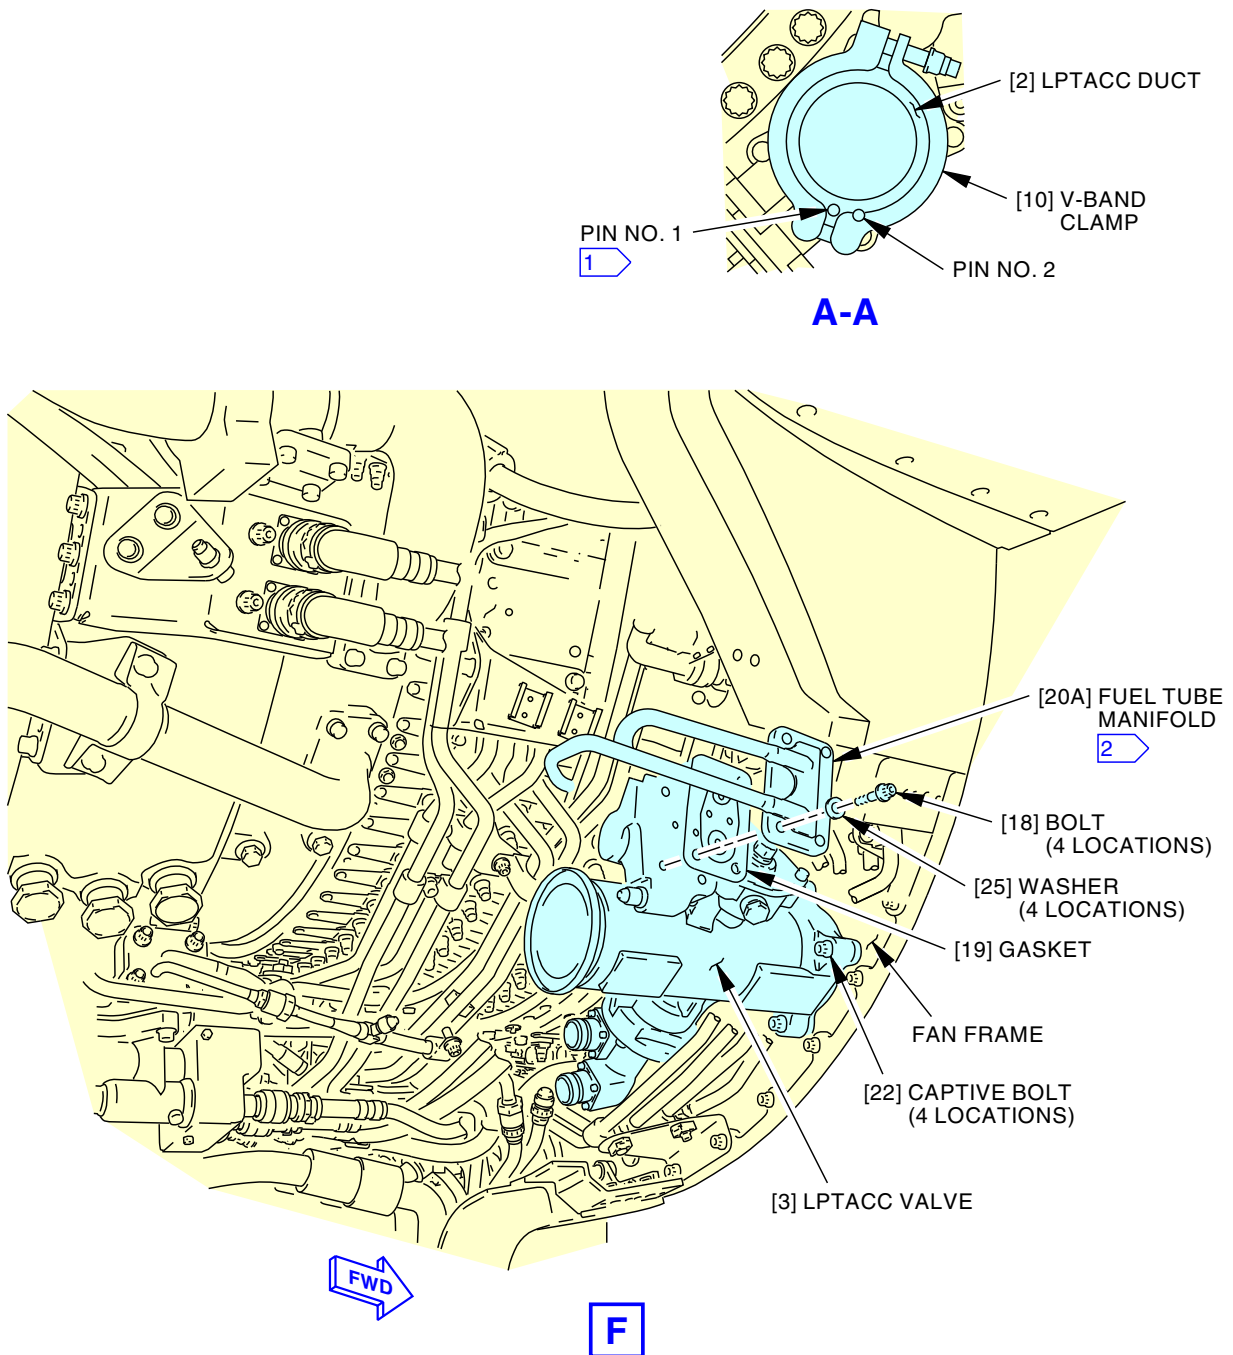 [2] LPTACC DUCT
[10] V-BAND
CLAMP
PIN NO. 1
1
PIN NO. 2
A-A
[20A] FUEL TUBE
MANIFOLD
2
[18] BOLT
(4 LOCATIONS)
[25] WASHER
(4 LOCATIONS)
[19] GASKET
FAN FRAME
[22] CAPTIVE BOLT
(4 LOCATIONS)
[3] LPTACC VALVE
FWD
F